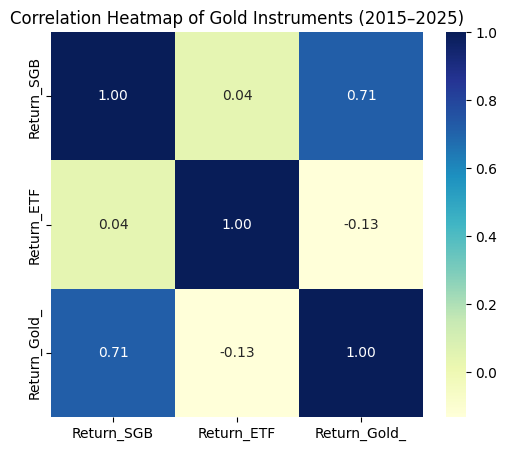 Correlation Heatmap of Gold Instruments (2015–2025)
Return_SGB
1.00
0.04
0.71
Return_ETF
0.04
1.00
-0.13
Return_Gold_
0.71
-0.13
1.00
Return_SGB
Return_ETF
Return_Gold_
1.0
0.8
0.6
0.4
0.2
0.0